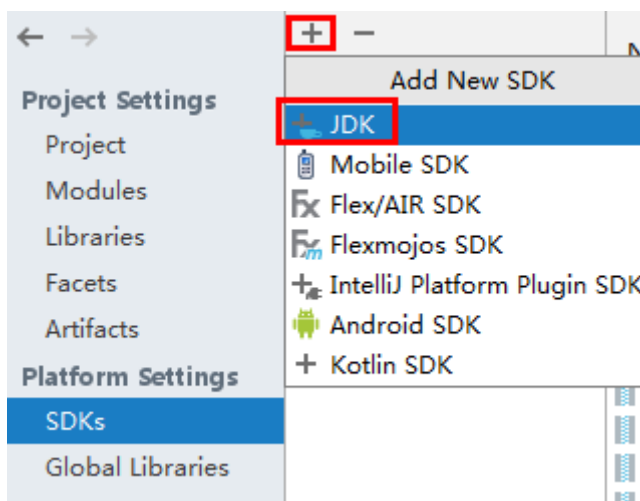 Project Settings
Project
Modules
Libraries
Facets
Artifacts
Platform Settings
SDKs
Global Libraries
Add New SDK
JDK
Mobile SDK
Flex/AIR SDK
Flexmojos SDK
IntelliJ Platform Plugin SDK
Android SDK
Kotlin SDK